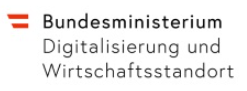 Bundesministerium
Digitalisierung und
Wirtschaftsstandort